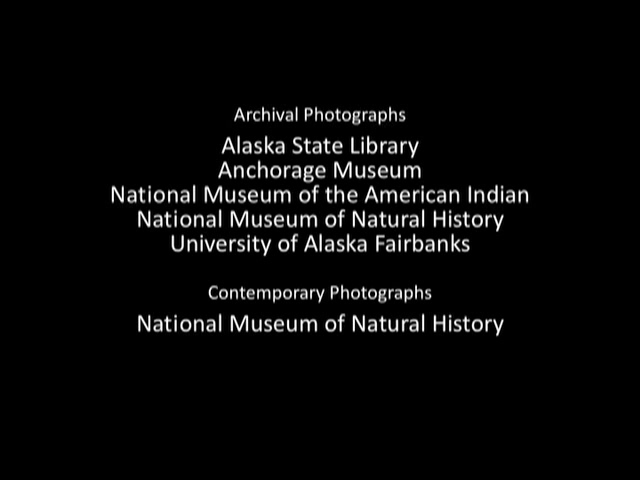 Archival Photographs
Alaska State Library
Anchorage Museum
National Museum of the American Indian
National Museum of Natural History
University of Alaska Fairbanks
Contemporary Photographs
National Museum of Natural History